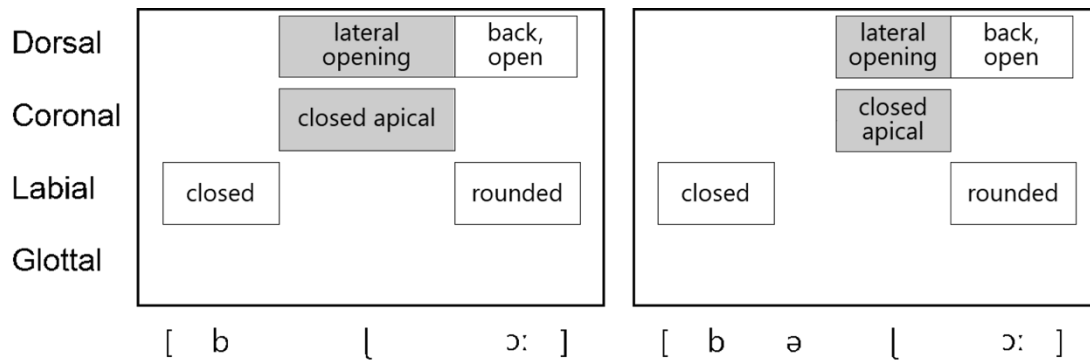 Dorsal
lateral
opening
back,
open
lateral
opening
back,
open
Coronal
closed apical
closed
apical
Labial
closed
rounded
closed
rounded
Glottal
[ b ɭ ɔː ]
[ b ə ɭ ɔː ]